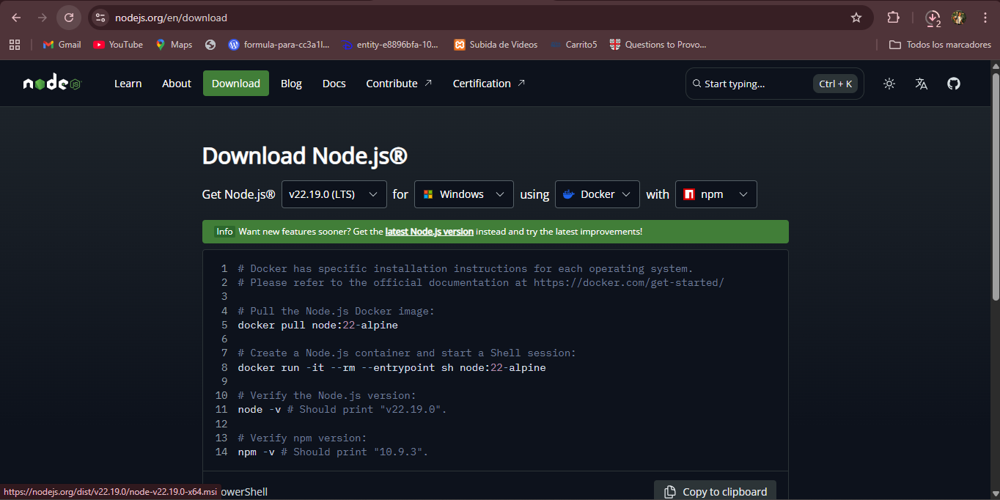 nodejs.org/en/download
2
Gmail
YouTube
Maps
formula-para-cc3a1l...
entity-e8896bfa-10...
Subida de Videos
Carrito5
Questions to Provo...
Todos los marcadores
node JS
Learn
About
Download
Blog
Docs
Contribute
Certification
Start typing...
Ctrl + K
Download Node.js®
Get Node.js® v22.19.0 (LTS) for Windows using Docker with npm
Info Want new features sooner? Get the latest Node.js version instead and try the latest improvements!
1 # Docker has specific installation instructions for each operating system.
2 # Please refer to the official documentation at https://docker.com/get-started/
3
4 # Pull the Node.js Docker image:
5 docker pull node:22-alpine
6
7 # Create a Node.js container and start a Shell session:
8 docker run -it --rm --entrypoint sh node:22-alpine
9
10 # Verify the Node.js version:
11 node -v # Should print "v22.19.0".
12
13 # Verify npm version:
14 npm -v # Should print "10.9.3".
https://nodejs.org/dist/v22.19.0/node-v22.19.0-x64.msi
owerShell
Copy to clipboard